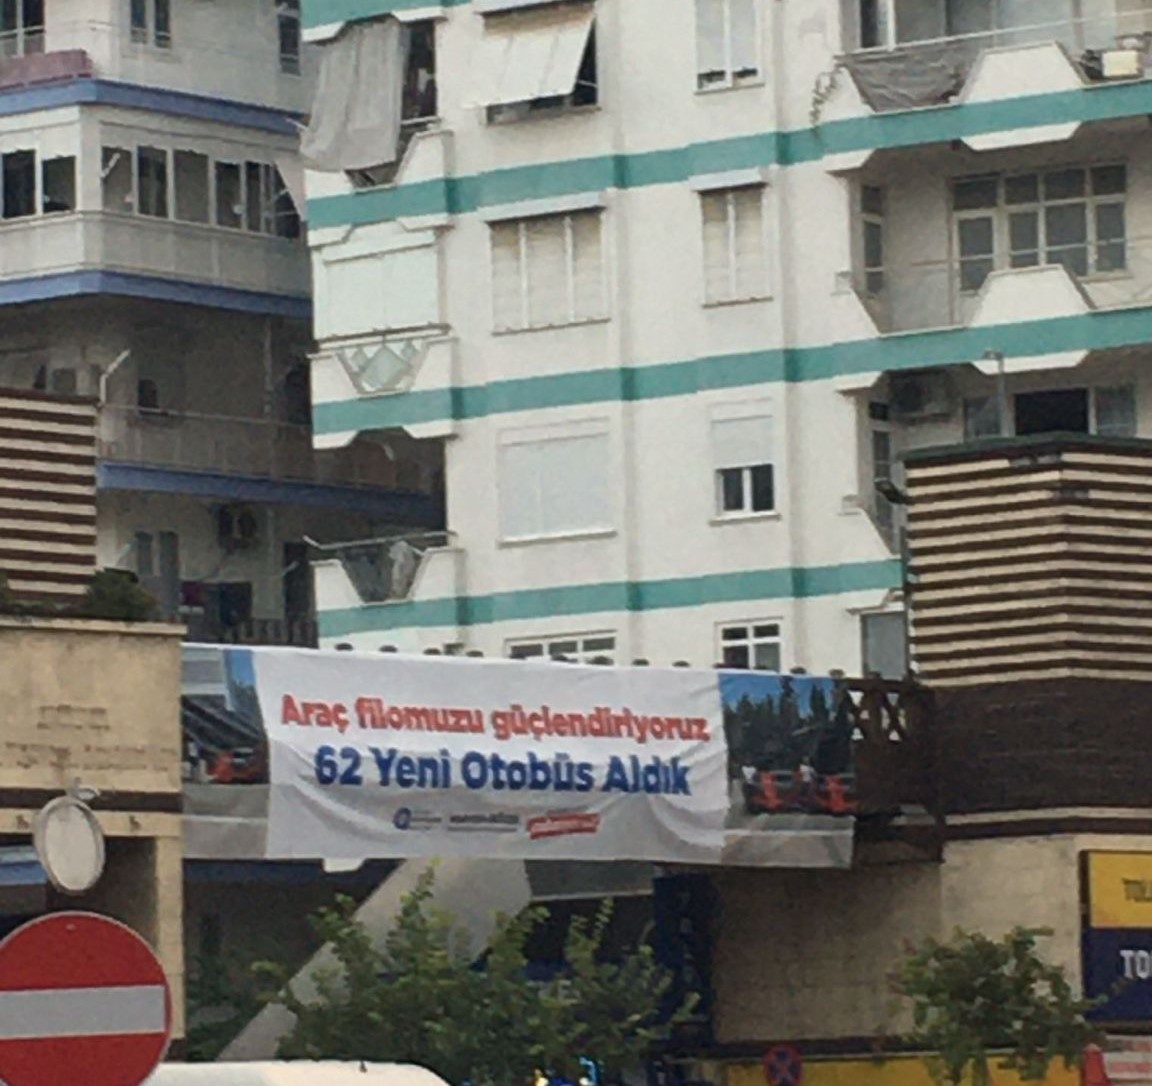 Araç filomuzu güçlendiriyoruz
62 Yeni Otobüs Aldık